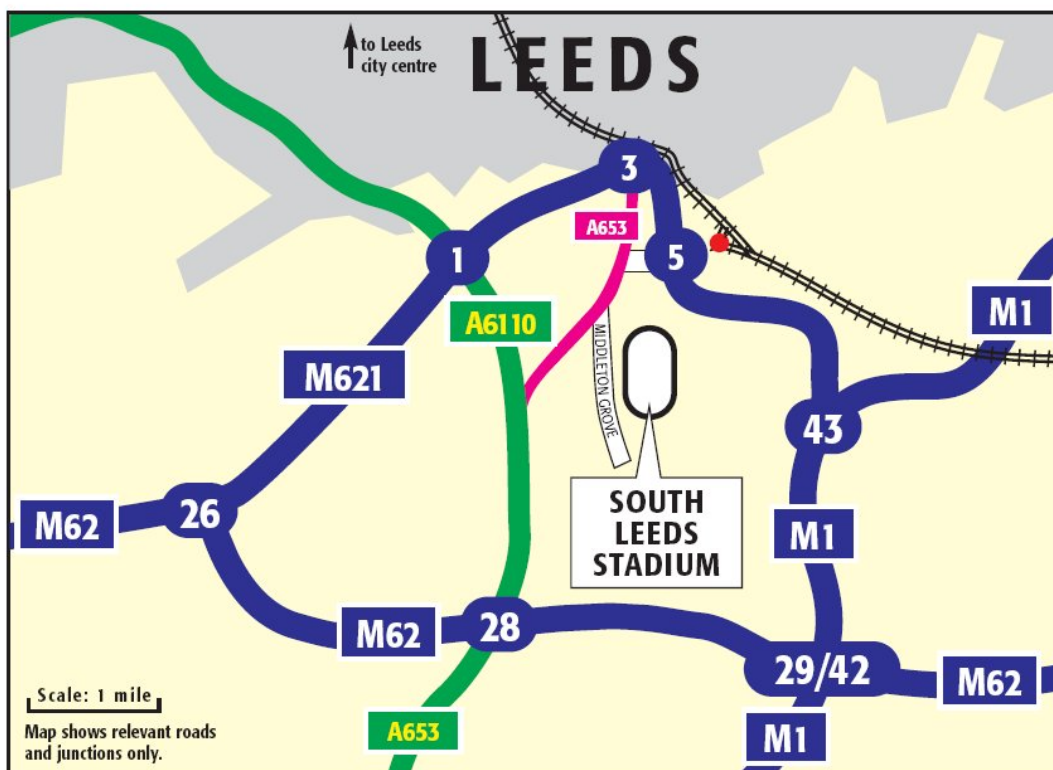 to Leeds
city centre
LEEDS
3
A653
1
5
A6110
M1
M621
MIDDLETON GROVE
43
26
M62
SOUTH
LEEDS
STADIUM
M1
M62
28
29/42
M62
Scale: 1 mile
Map shows relevant roads
and junctions only.
A653
M1